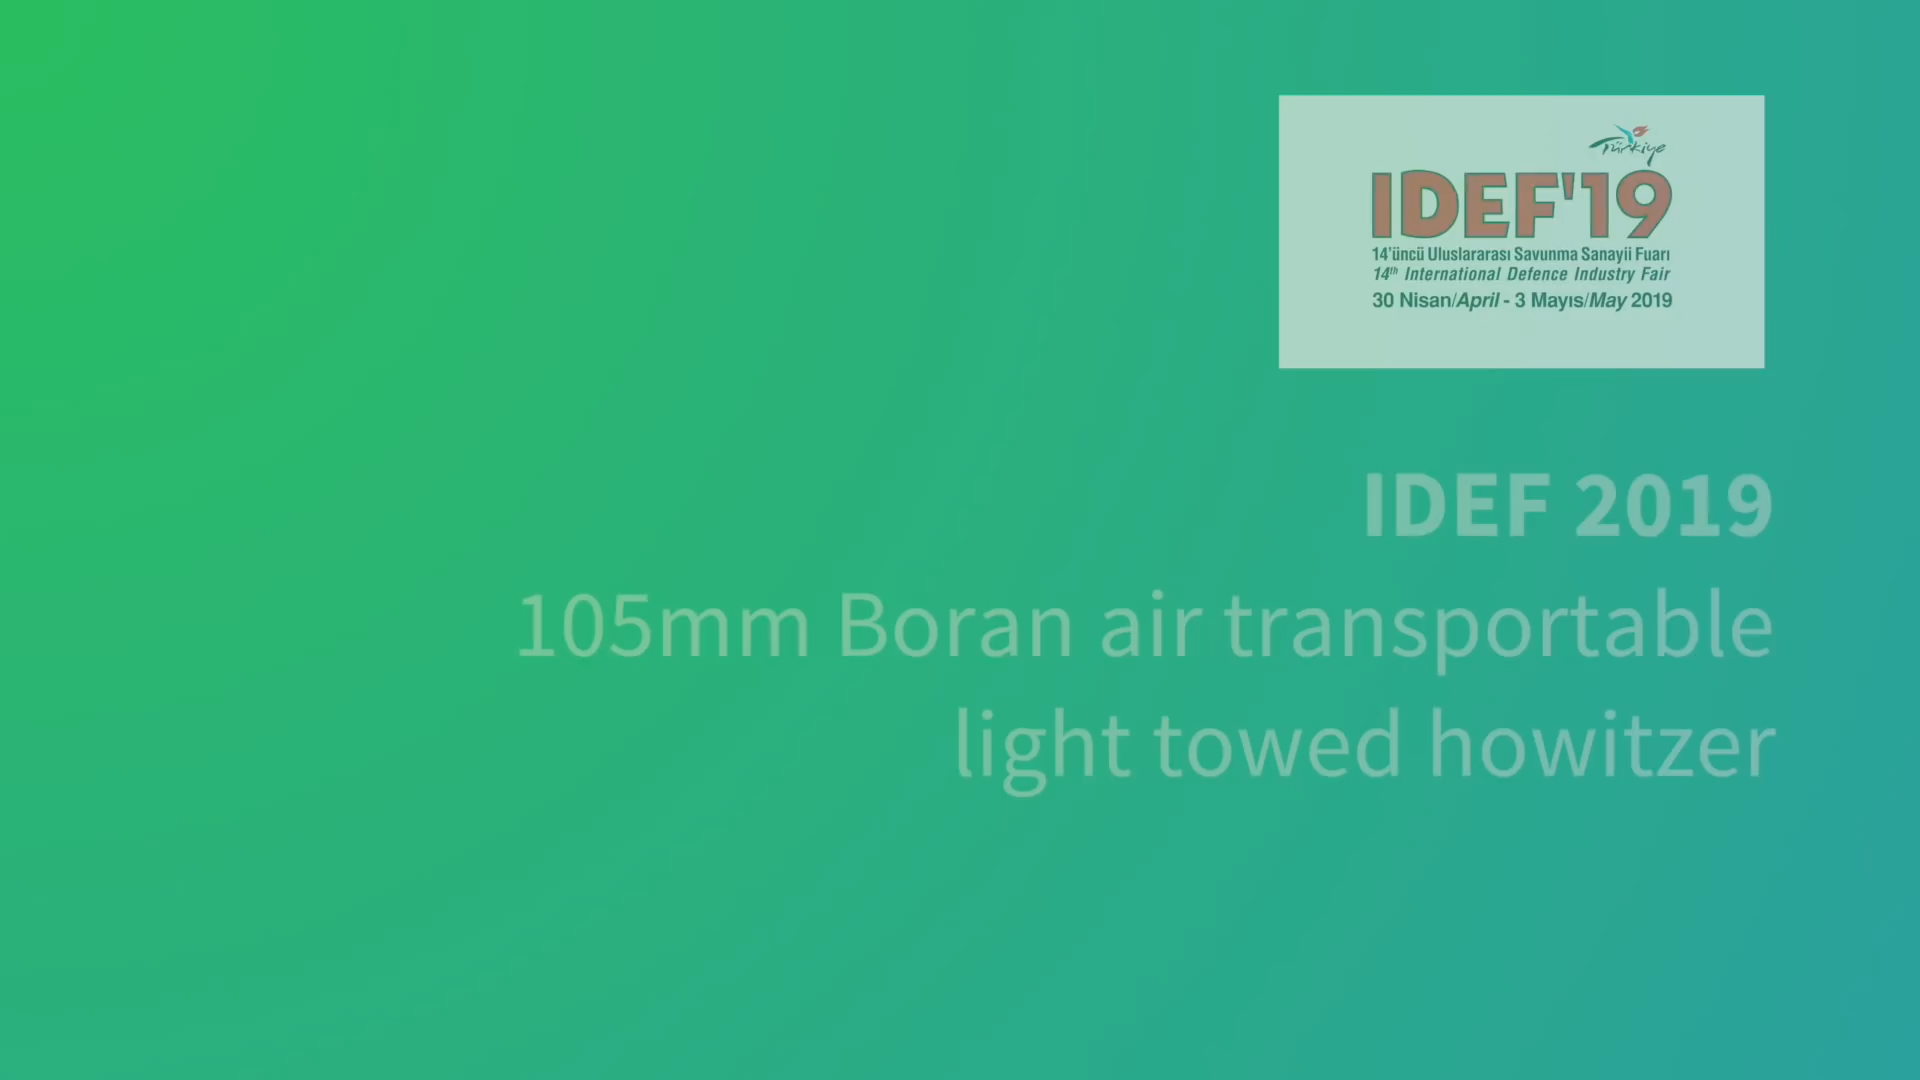 Türkiye
IDEF'19
14'üncü Uluslararası Savunma Sanayii Fuarı
14th International Defence Industry Fair
30 Nisan/April - 3 Mayıs/May 2019
IDEF 2019
105mm Boran air transportable
light towed howitzer